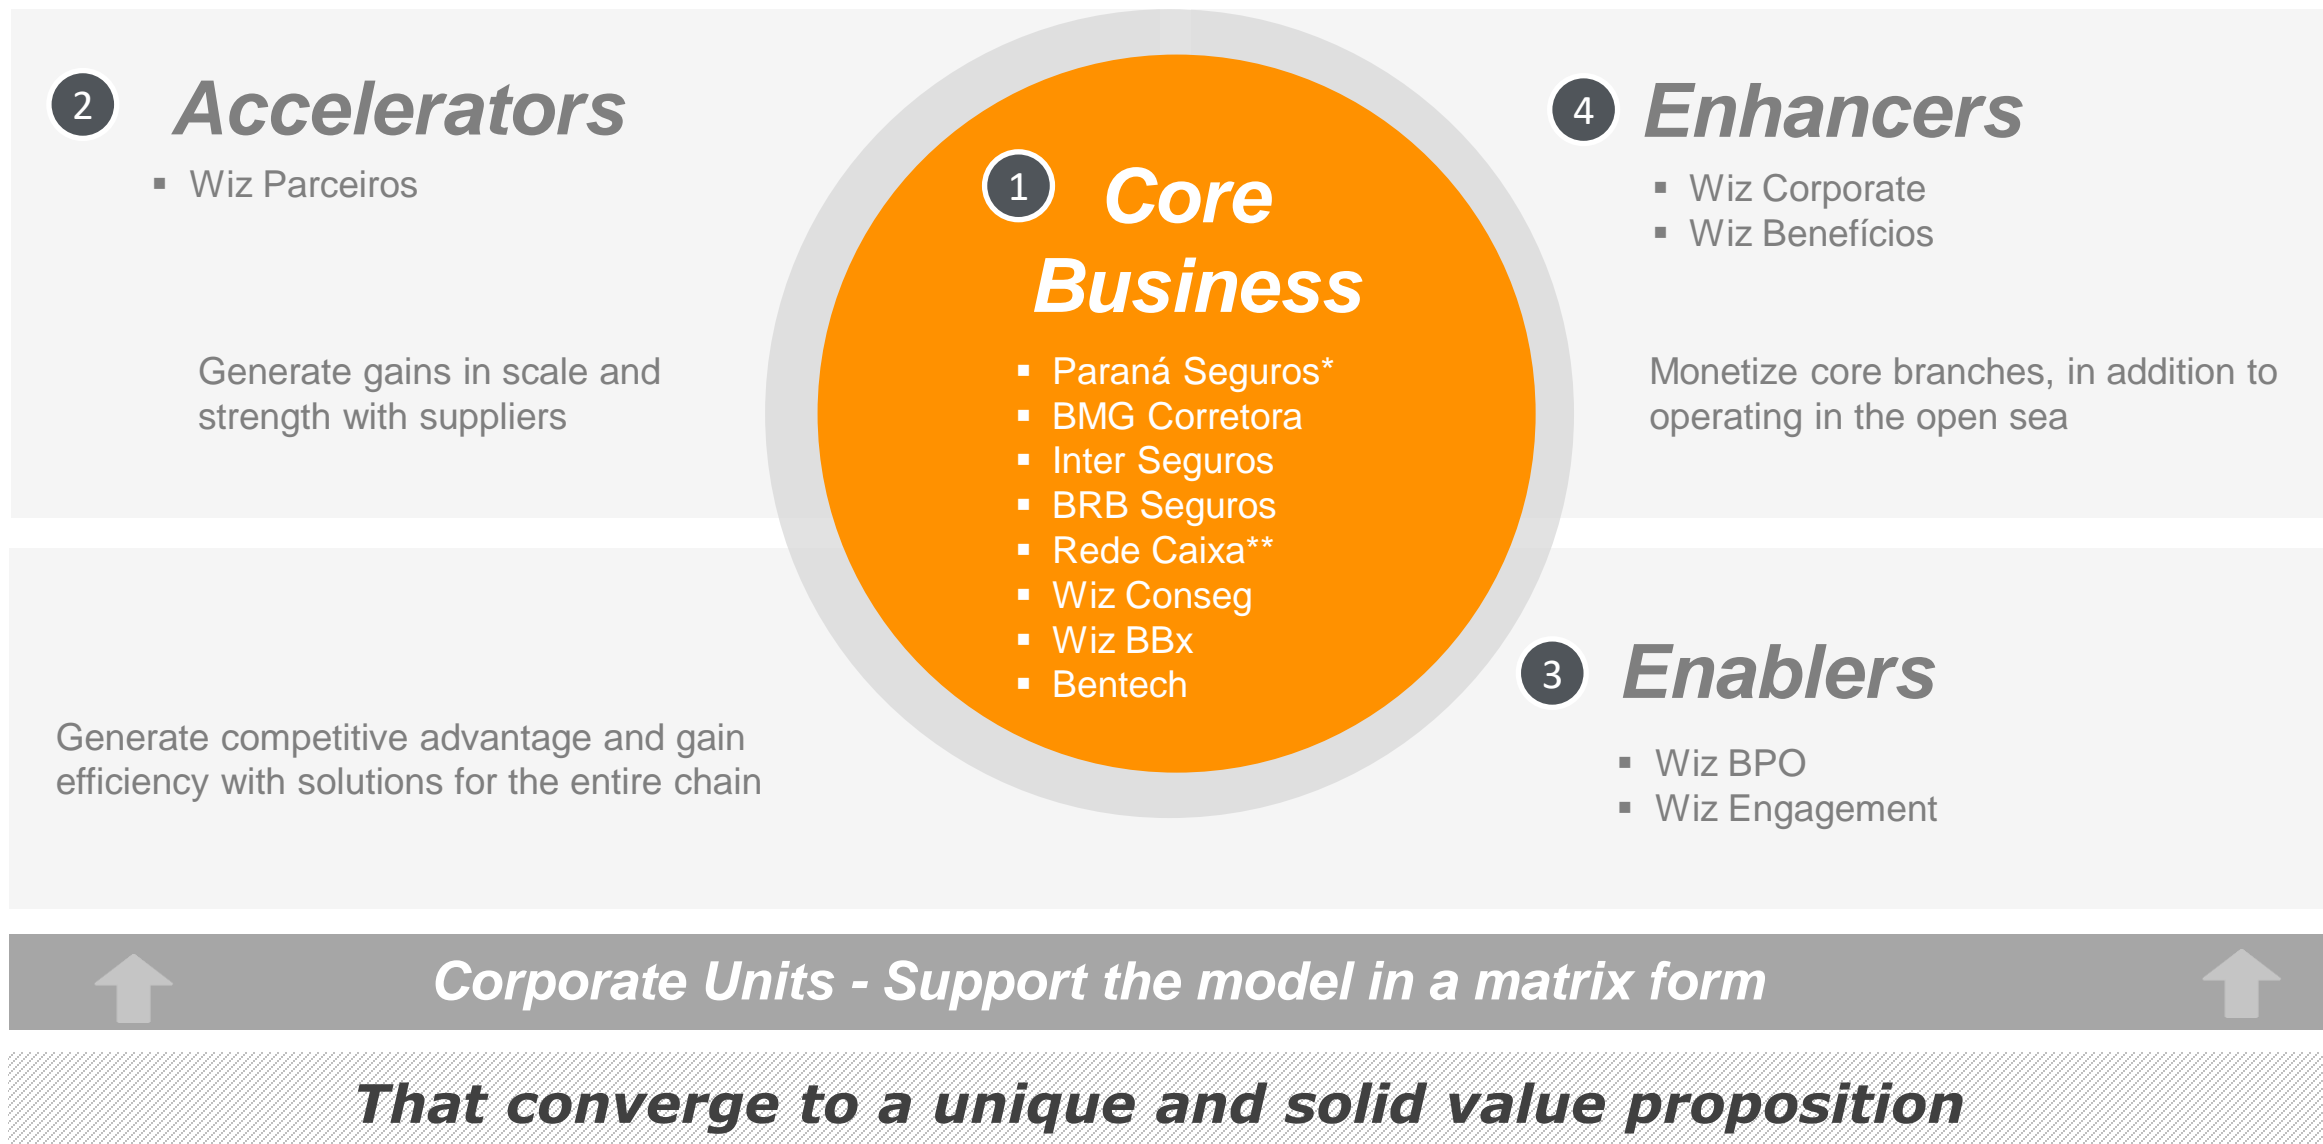 2
Accelerators
▪ Wiz Parceiros
Generate gains in scale and
strength with suppliers
1
Core
Business
▪ Paraná Seguros*
▪ BMG Corretora
▪ Inter Seguros
▪ BRB Seguros
▪ Rede Caixa**
▪ Wiz Conseg
▪ Wiz BBx
▪ Bentech
4
Enhancers
▪ Wiz Corporate
▪ Wiz Benefícios
Monetize core branches, in addition to
operating in the open sea
Generate competitive advantage and gain
efficiency with solutions for the entire chain
3
Enablers
▪ Wiz BPO
▪ Wiz Engagement
Corporate Units - Support the model in a matrix form
That converge to a unique and solid value proposition